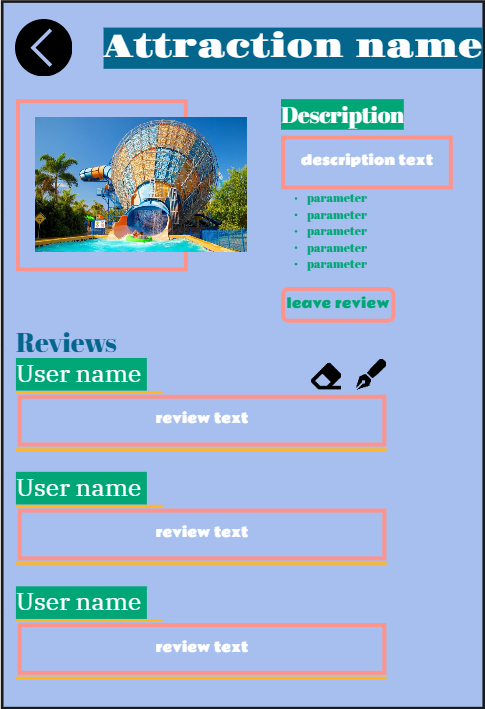 Attraction name
Description
description text
• parameter
• parameter
• parameter
• parameter
• parameter
leave review
Reviews
User name
review text
User name
review text
User name
review text